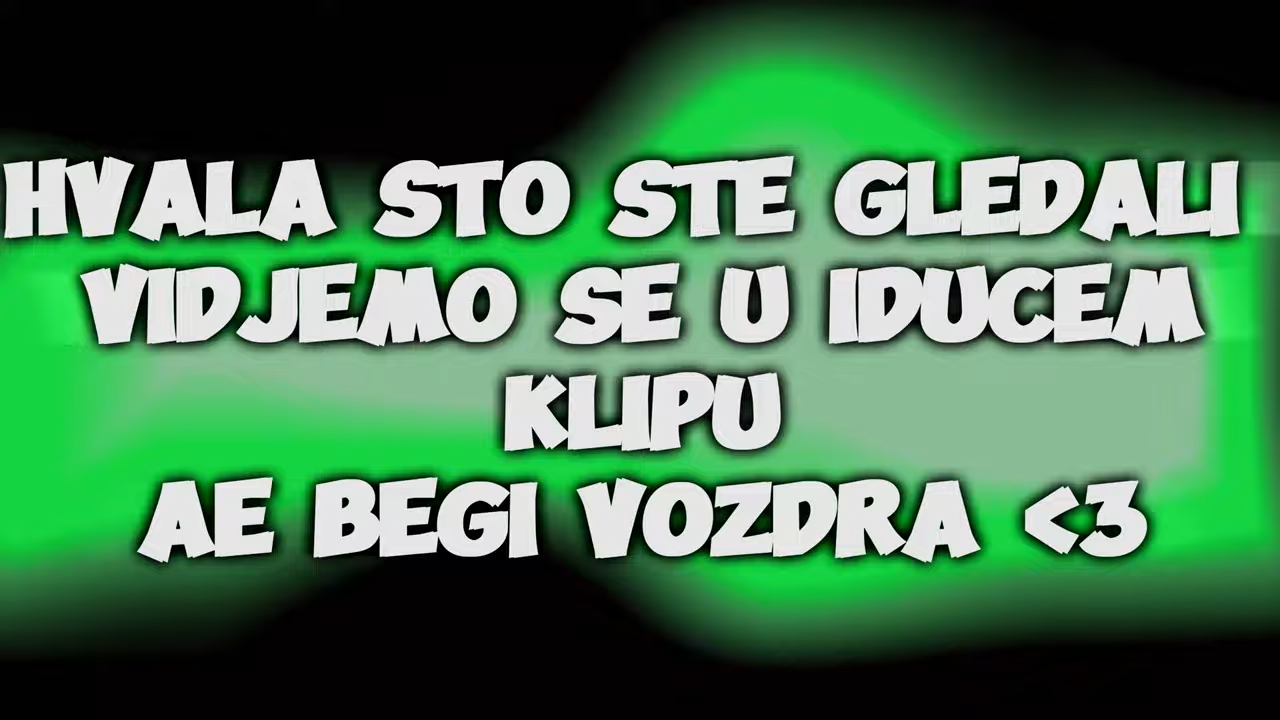 HVALA STO STE GLEDALI
VIDJEMO SE U IDUCEM
KLIPU
AE BEGI VOZDRA <3